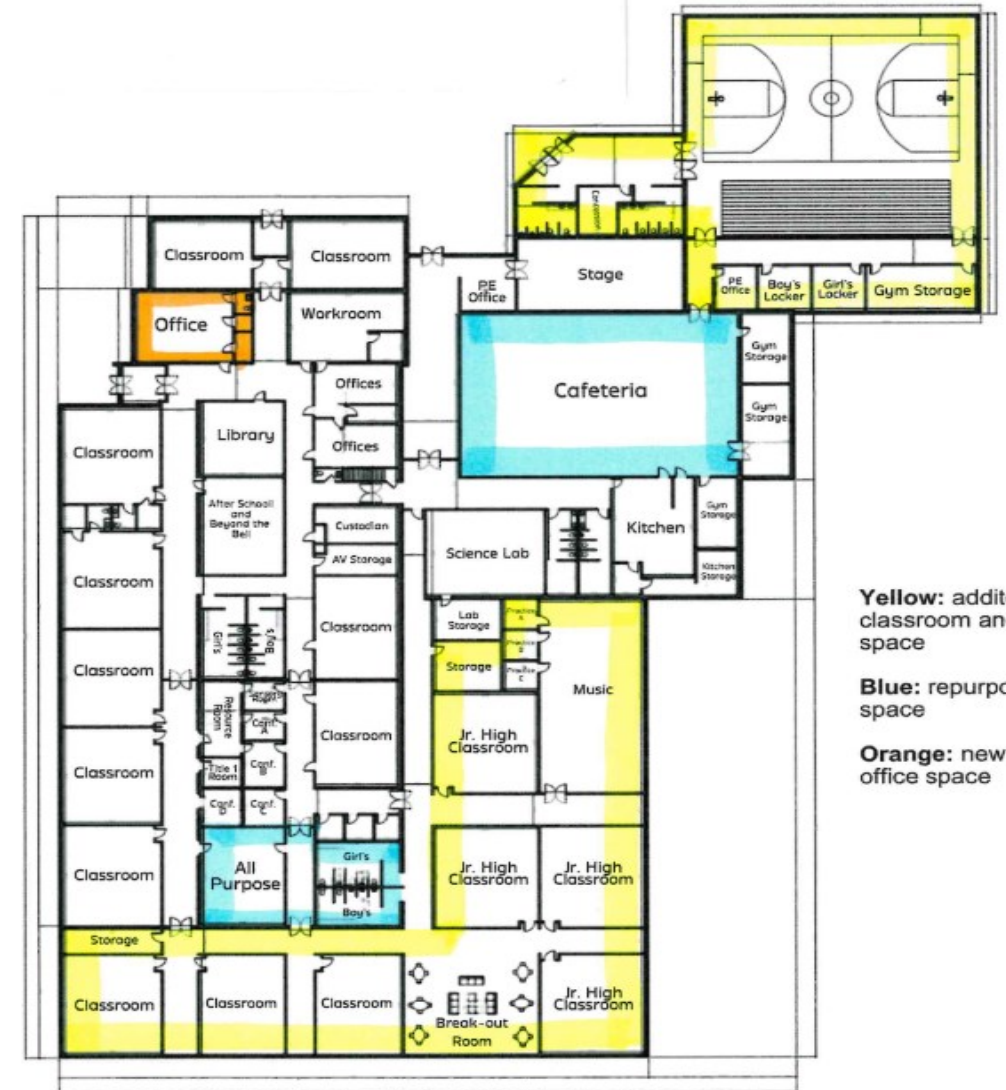 Classroom
Classroom
Stage
PE
Office
PE
Office
Boy's
Locker
Girl's
Locker
Gym Storage
Office
Workroom
Gym
Storage
Offices
Cafeteria
Gym
Storage
Classroom
Library
Offices
After School
and
Beyond the
Bell
Custodian
Science Lab
Kitchen
Gym
Storage
AV Storage
Kitchen
Storage
Classroom
Classroom
Lab
Storage
Girl's
Boy's
Storage
Music
Classroom
Resource
Room
Conf.
A
Classroom
Jr. High
Classroom
Classroom
Title 1
Room
Conf.
B
Conf.
D
Conf.
C
Classroom
All
Purpose
Girl's
Boy's
Jr. High
Classroom
Jr. High
Classroom
Storage
Classroom
Classroom
Classroom
Break-out
Room
Jr. High
Classroom
Yellow: addit
classroom an
space
Blue: repurpo
space
Orange: new
office space